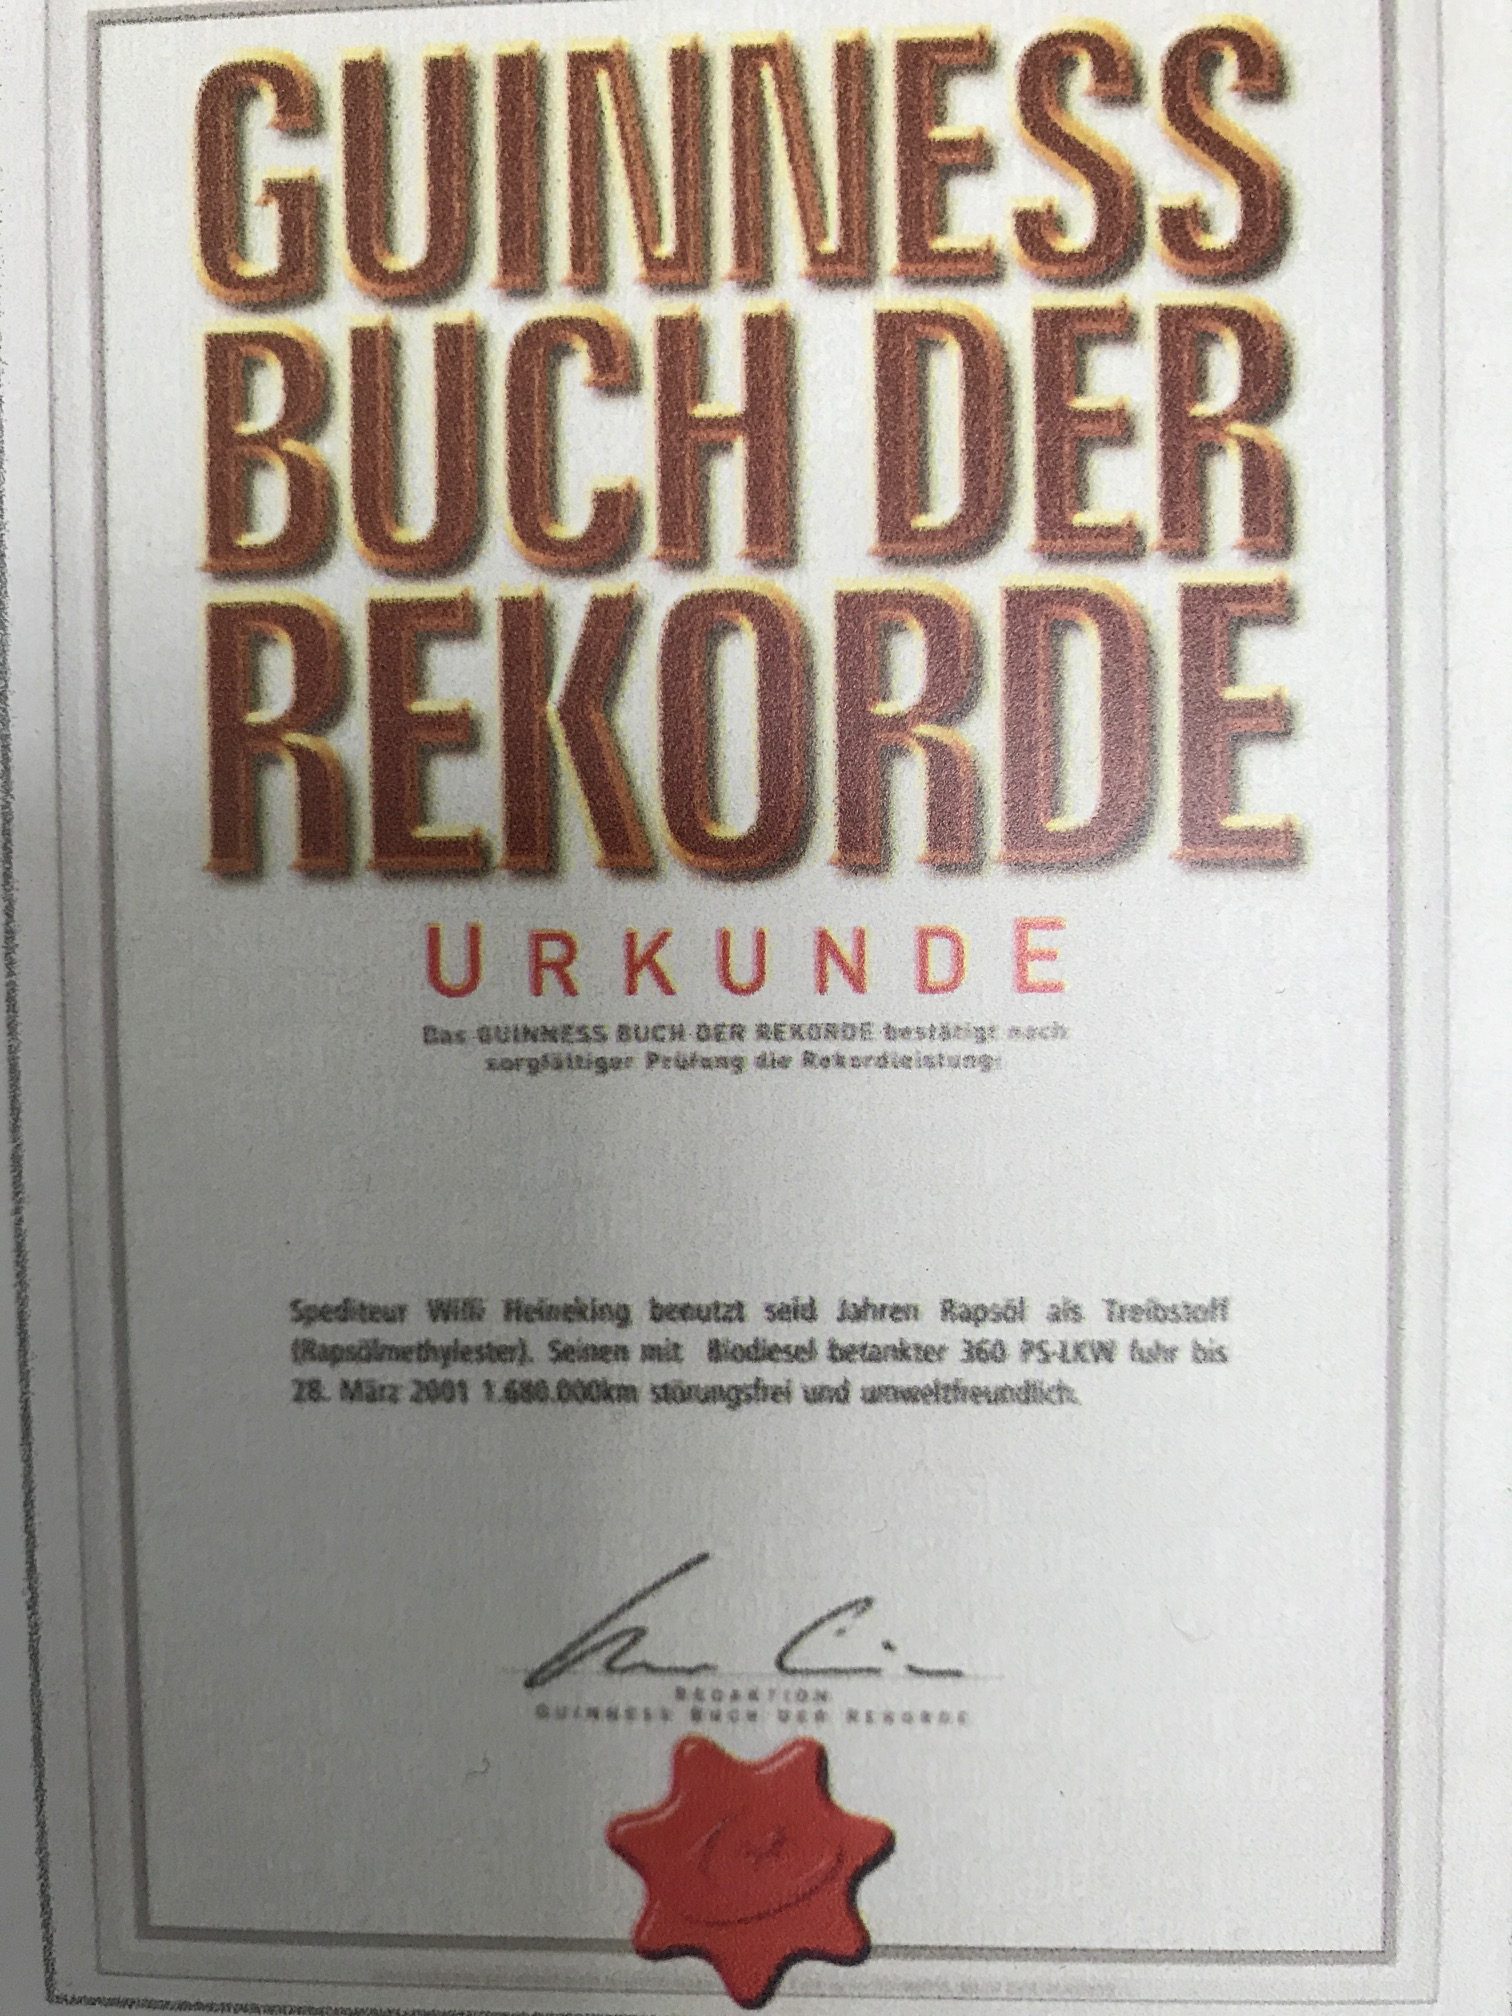 GUINNESS
BUCH DER
REKORDE
URKUNDE
Das GUINNESS BUCH DER REKORDE bestätigt nach
sorgfältiger Prüfung die Rekordleistung:
Spediteur Willi Heineking benutzt seid Jahren Rapsöl als Treibstoff
(Rapsölmethylester). Seinen mit Biodiesel betankter 360 PS-LKW fuhr bis
28. März 2001 1.680.000km störungsfrei und umweltfreundlich.
REDAKTION
GUINNESS BUCH DER REKORDE